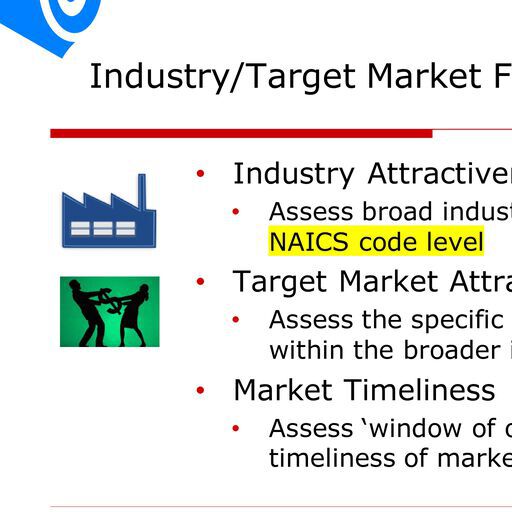 Industry/Target Market F
• Industry Attractive
• Assess broad indust
NAICS code level
• Target Market Attra
• Assess the specific
within the broader i
• Market Timeliness
• Assess ‘window of o
timeliness of marke